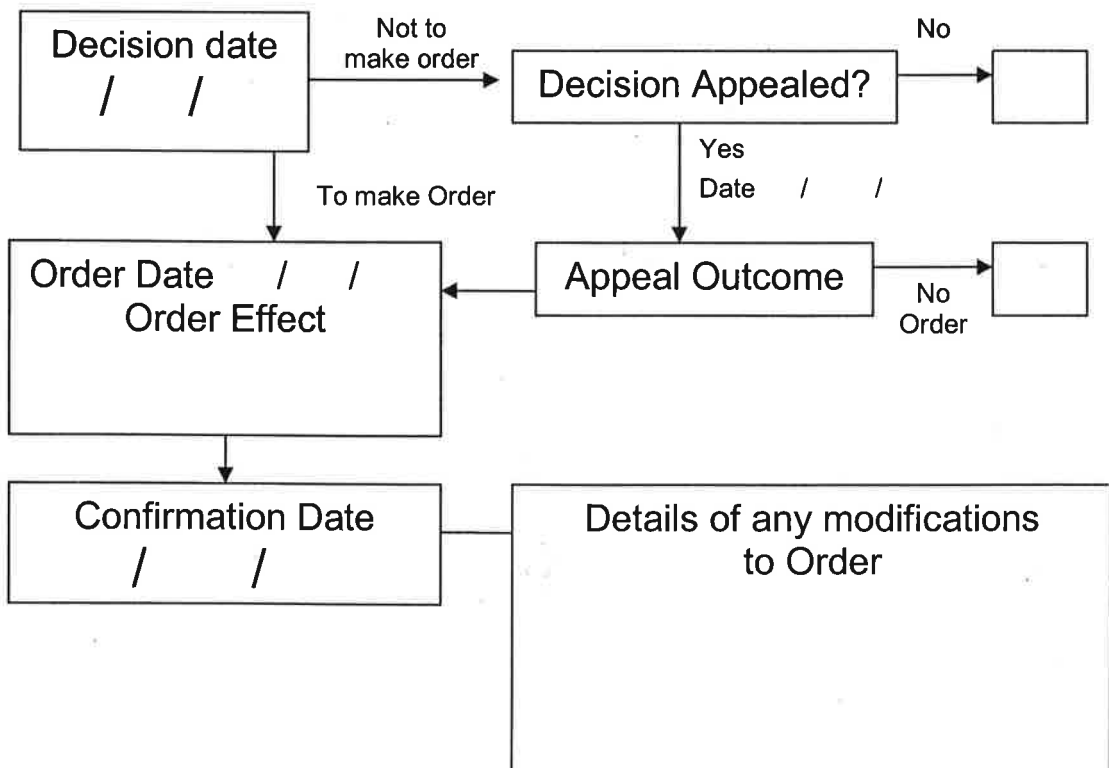 Decision date
/ /
Not to
make order
Decision Appealed?
No
Yes
Date / /
To make Order
Order Date / /
Order Effect
Appeal Outcome
No
Order
Confirmation Date
/ /
Details of any modifications
to Order